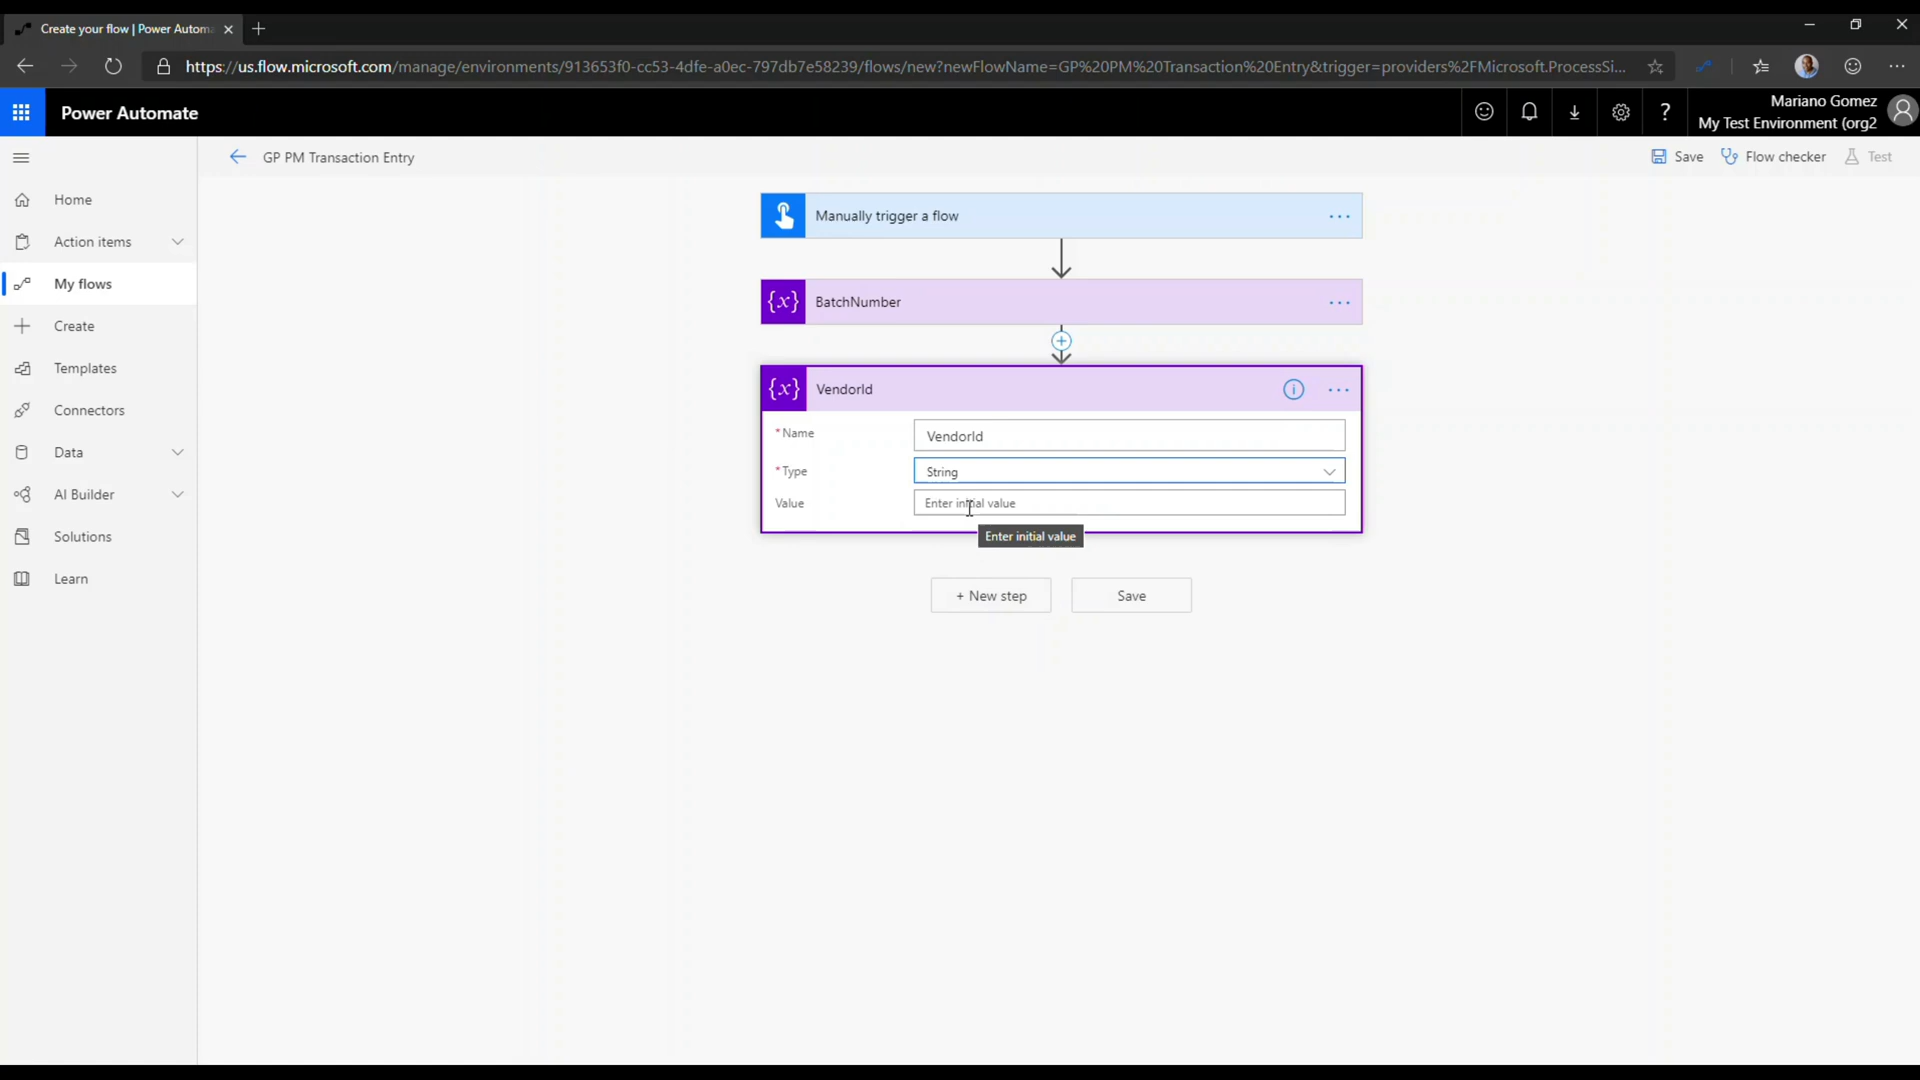 Create your flow | Power Automa
https://us.flow.microsoft.com/manage/environments/913653f0-cc53-4dfe-a0ec-797db7e58239/flows/new?newFlowName=GP%20PM%20Transaction%20Entry&trigger=providers%2FMicrosoft.ProcessSi...
Power Automate
?
Mariano Gomez
My Test Environment (org2
GP PM Transaction Entry
Save
Flow checker
Test
Home
Action items
My flows
Create
Templates
Connectors
Data
AI Builder
Solutions
Learn
Manually trigger a flow
{x} BatchNumber
{x} VendorId
* Name VendorId
* Type String
Value Enter initial value
Enter initial value
+ New step
Save